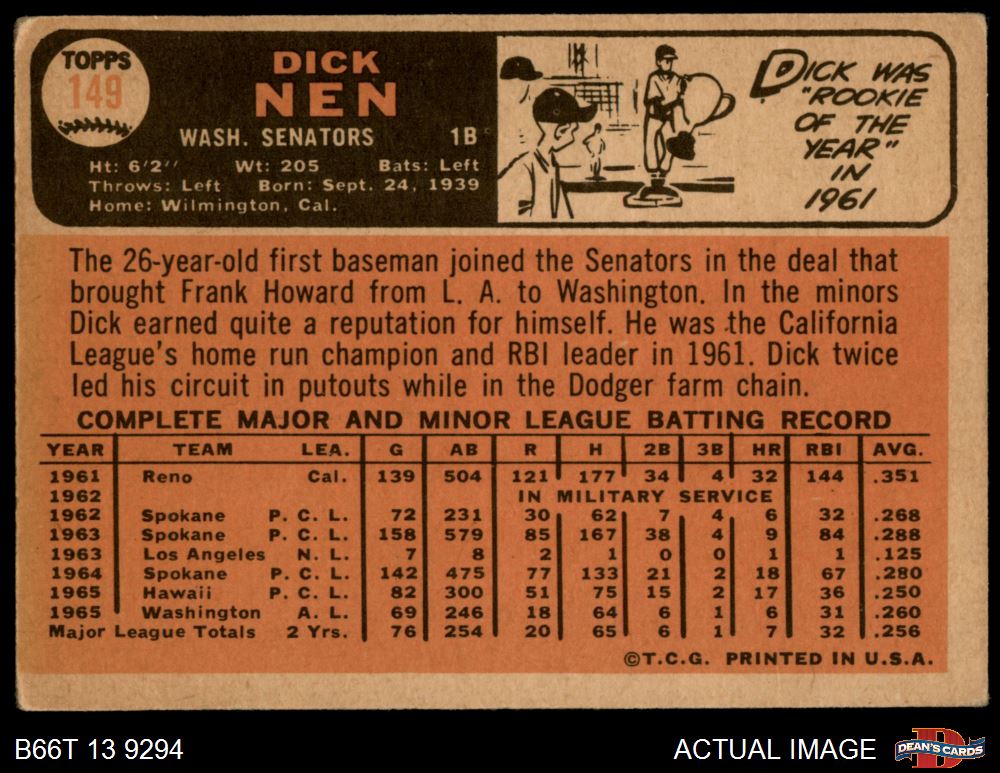 TOPPS
149
DICK
NEN
WASH. SENATORS 1B
Ht: 6'2'' Wt: 205 Bats: Left
Throws: Left Born: Sept. 24, 1939
Home: Wilmington, Cal.
DICK WAS
"ROOKIE
OF THE
YEAR"
IN
1961
The 26-year-old first baseman joined the Senators in the deal that
brought Frank Howard from L. A. to Washington. In the minors
Dick earned quite a reputation for himself. He was the California
League's home run champion and RBI leader in 1961. Dick twice
led his circuit in putouts while in the Dodger farm chain.
COMPLETE MAJOR AND MINOR LEAGUE BATTING RECORD
YEAR TEAM LEA. G AB R H 2B 3B HR RBI AVG.
1961 Reno Cal. 139 504 121 177 34 4 32 144 .351
1962 IN MILITARY SERVICE
1962 Spokane P. C. L. 72 231 30 62 7 4 6 32 .268
1963 Spokane P. C. L. 158 579 85 167 38 4 9 84 .288
1963 Los Angeles N. L. 7 8 2 1 0 0 1 1 .125
1964 Spokane P. C. L. 142 475 77 133 21 2 18 67 .280
1965 Hawaii P. C. L. 82 300 51 75 15 2 17 36 .250
1965 Washington A. L. 69 246 18 64 6 1 6 31 .260
Major League Totals 2 Yrs. 76 254 20 65 6 1 7 32 .256
©T.C.G. PRINTED IN U.S.A.
B66T 13 9294
ACTUAL IMAGE
D
DEAN'S CARDS